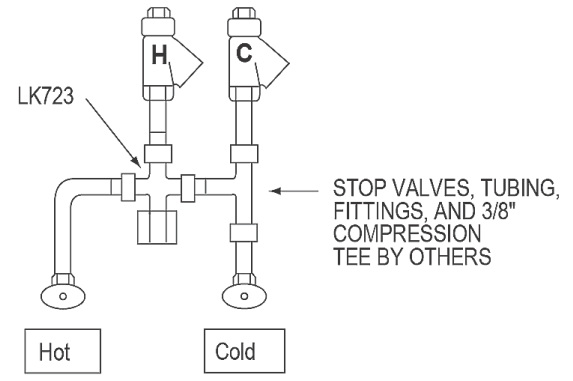 H
C
LK723
STOP VALVES, TUBING,
FITTINGS, AND 3/8"
COMPRESSION
TEE BY OTHERS
Hot
Cold